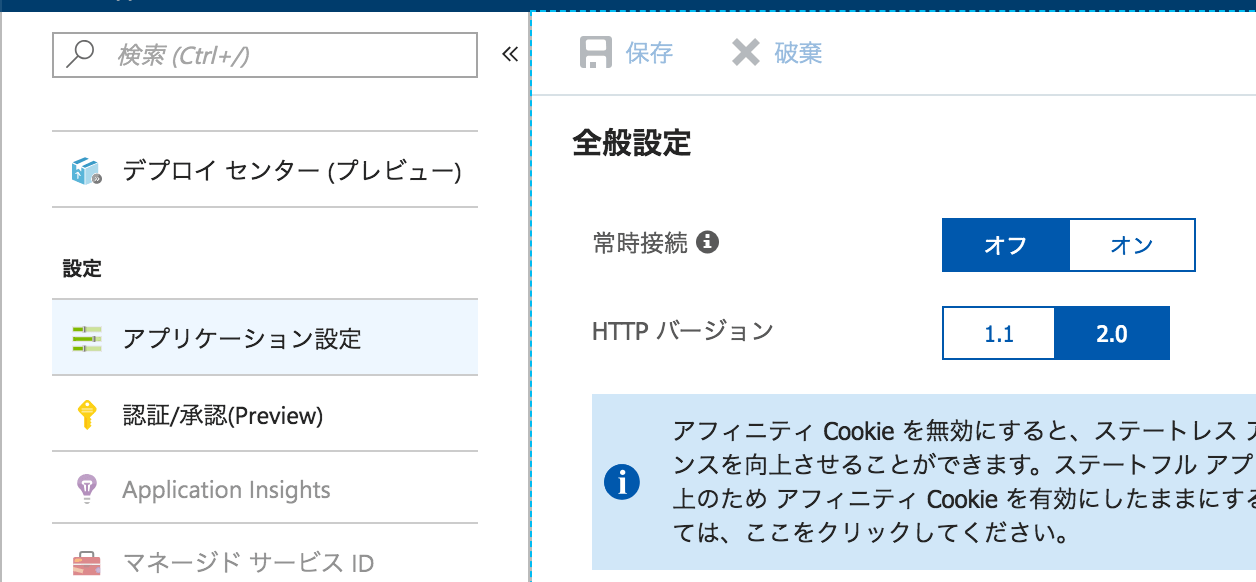 検索 (Ctrl+/)
«
デプロイ センター (プレビュー)
設定
アプリケーション設定
認証/承認(Preview)
Application Insights
マネージド サービス ID
保存
破棄
全般設定
常時接続
オフ
オン
HTTP バージョン
1.1
2.0
アフィニティ Cookie を無効にすると、ステートレス ア
ンスを向上させることができます。ステートフル アプ
上のため アフィニティ Cookie を有効にしたままにする
ては、ここをクリックしてください。